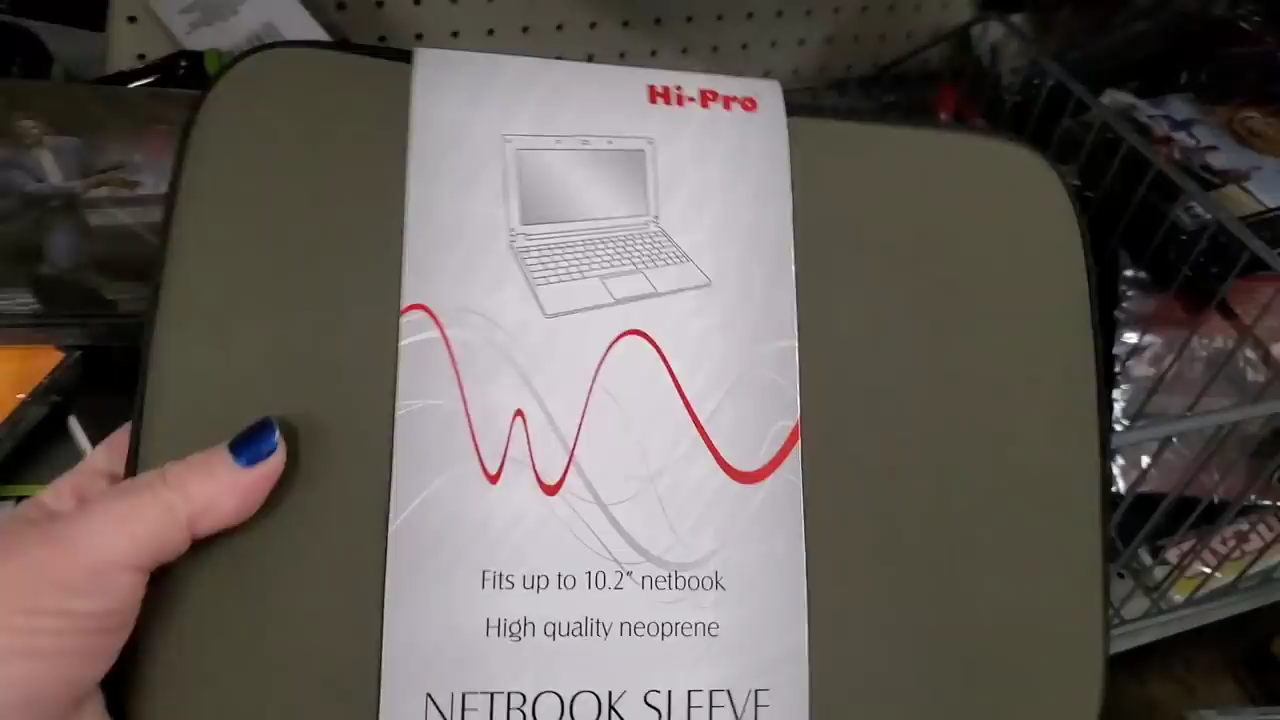 Hi-Pro
Fits up to 10.2" netbook
High quality neoprene
NETBOOK SLEEVE